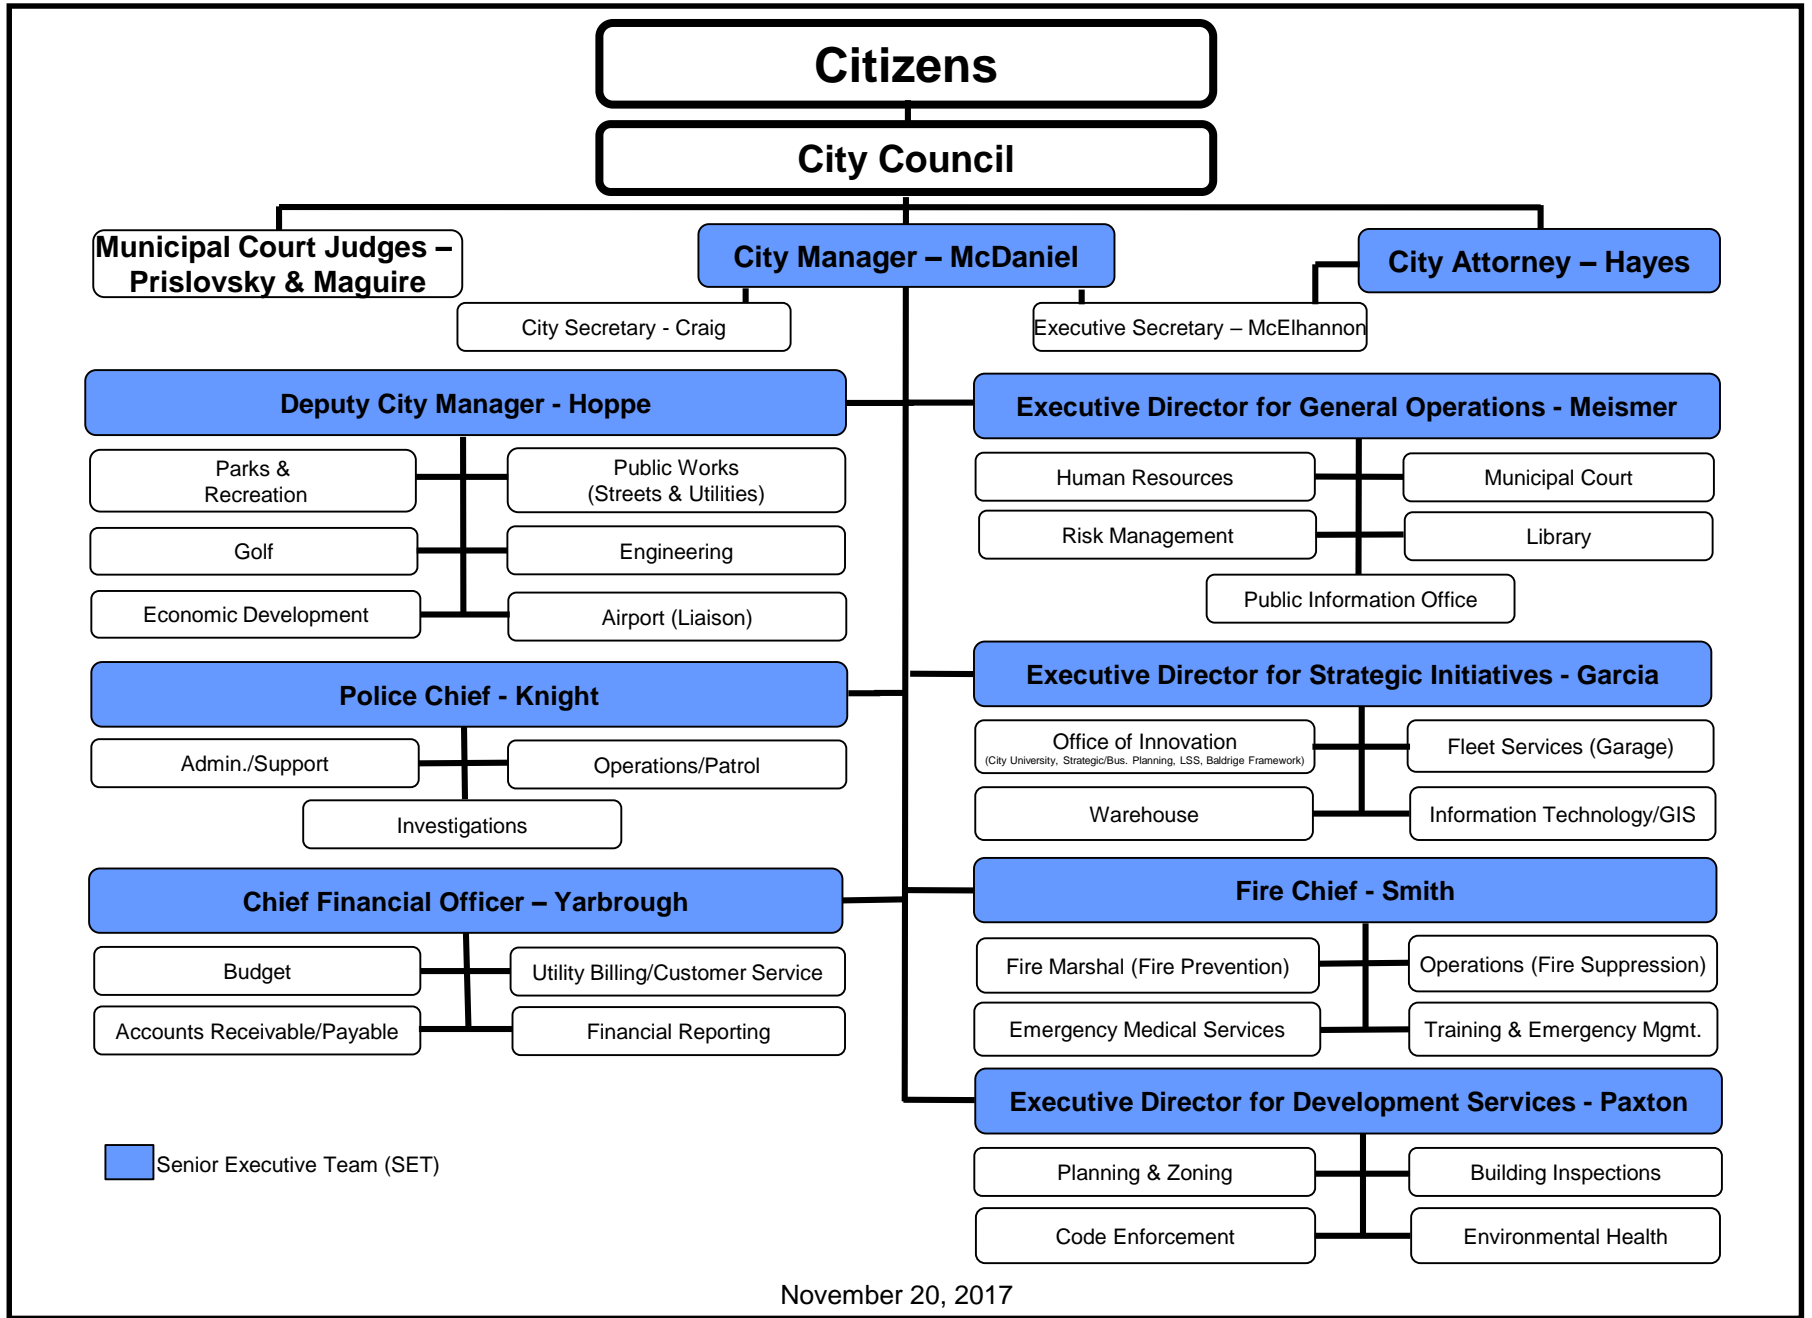 Citizens
City Council
Municipal Court Judges –
Prislovsky & Maguire
City Manager – McDaniel
City Attorney – Hayes
City Secretary - Craig
Executive Secretary – McElhannon
Deputy City Manager - Hoppe
Parks &
Recreation
Public Works
(Streets & Utilities)
Golf
Engineering
Economic Development
Airport (Liaison)
Executive Director for General Operations - Meismer
Human Resources
Municipal Court
Risk Management
Library
Public Information Office
Police Chief - Knight
Admin./Support
Operations/Patrol
Investigations
Executive Director for Strategic Initiatives - Garcia
Office of Innovation
(City University, Strategic/Bus. Planning, LSS, Baldrige Framework)
Fleet Services (Garage)
Warehouse
Information Technology/GIS
Chief Financial Officer – Yarbrough
Budget
Utility Billing/Customer Service
Accounts Receivable/Payable
Financial Reporting
Fire Chief - Smith
Fire Marshal (Fire Prevention)
Operations (Fire Suppression)
Emergency Medical Services
Training & Emergency Mgmt.
Executive Director for Development Services - Paxton
Planning & Zoning
Building Inspections
Code Enforcement
Environmental Health
Senior Executive Team (SET)
November 20, 2017